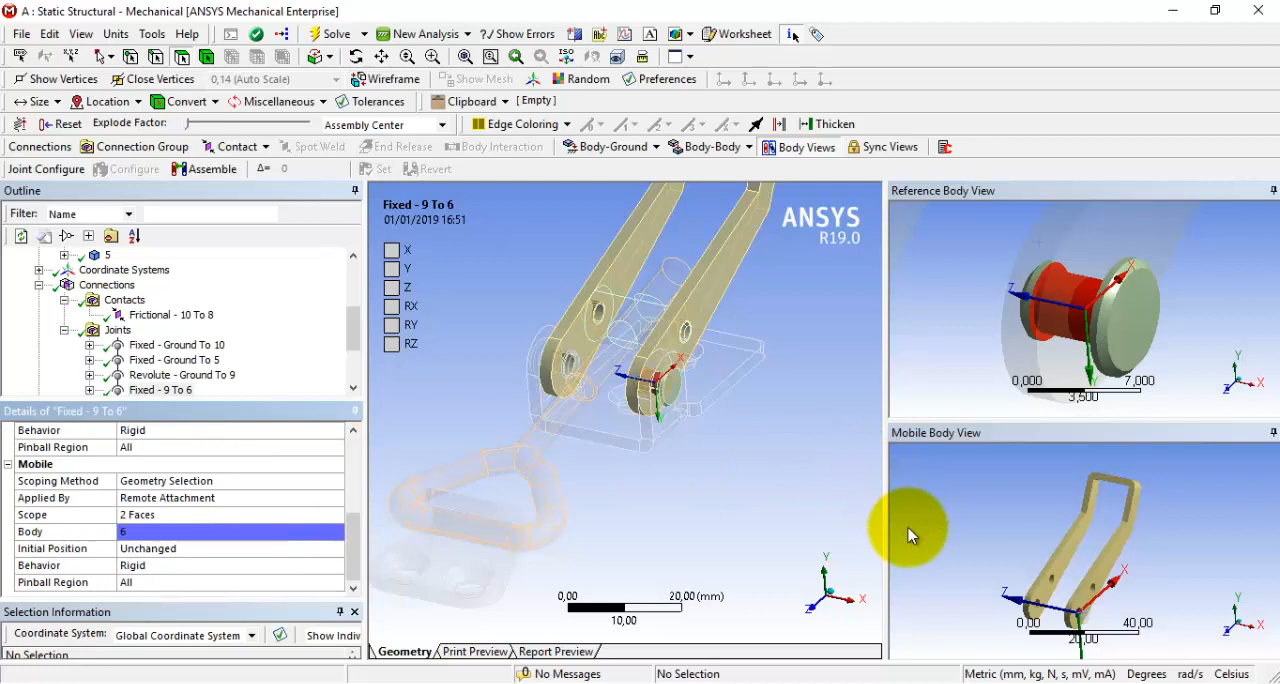 A : Static Structural - Mechanical [ANSYS Mechanical Enterprise]
File Edit View Units Tools Help Solve New Analysis ?/ Show Errors A Worksheet
ISO
Show Vertices Close Vertices 0,14 (Auto Scale) Wireframe Show Mesh Random Preferences
Size Location Convert Miscellaneous Tolerances Clipboard [ Empty ]
Reset Explode Factor: Assembly Center Edge Coloring Thicken
Connections Connection Group Contact Spot Weld End Release Body Interaction Body-Ground Body-Body Body Views Sync Views
Joint Configure Configure Assemble Δ= 0 Set Revert
Outline
Filter: Name
5
Coordinate Systems
Connections
Contacts
Frictional - 10 To 8
Joints
Fixed - Ground To 10
Fixed - Ground To 5
Revolute - Ground To 9
Fixed - 9 To 6
Details of "Fixed - 9 To 6"
Behavior Rigid
Pinball Region All
Mobile
Scoping Method Geometry Selection
Applied By Remote Attachment
Scope 2 Faces
Body 6
Initial Position Unchanged
Behavior Rigid
Pinball Region All
Selection Information
Coordinate System: Global Coordinate System Show Indiv
No Selection
Fixed - 9 To 6
01/01/2019 16:51
X
Y
Z
RX
RY
RZ
ANSYS
R19.0
Z X Y
0,00 20,00 (mm)
10,00
Y
X
Z
Geometry Print Preview Report Preview
Reference Body View
Z X Y
0,000 7,000
3,500
Y
X
Z
Mobile Body View
Z X
0,00 40,00
20,00
Y
X
Z
No Messages No Selection Metric (mm, kg, N, s, mV, mA) Degrees rad/s Celsius